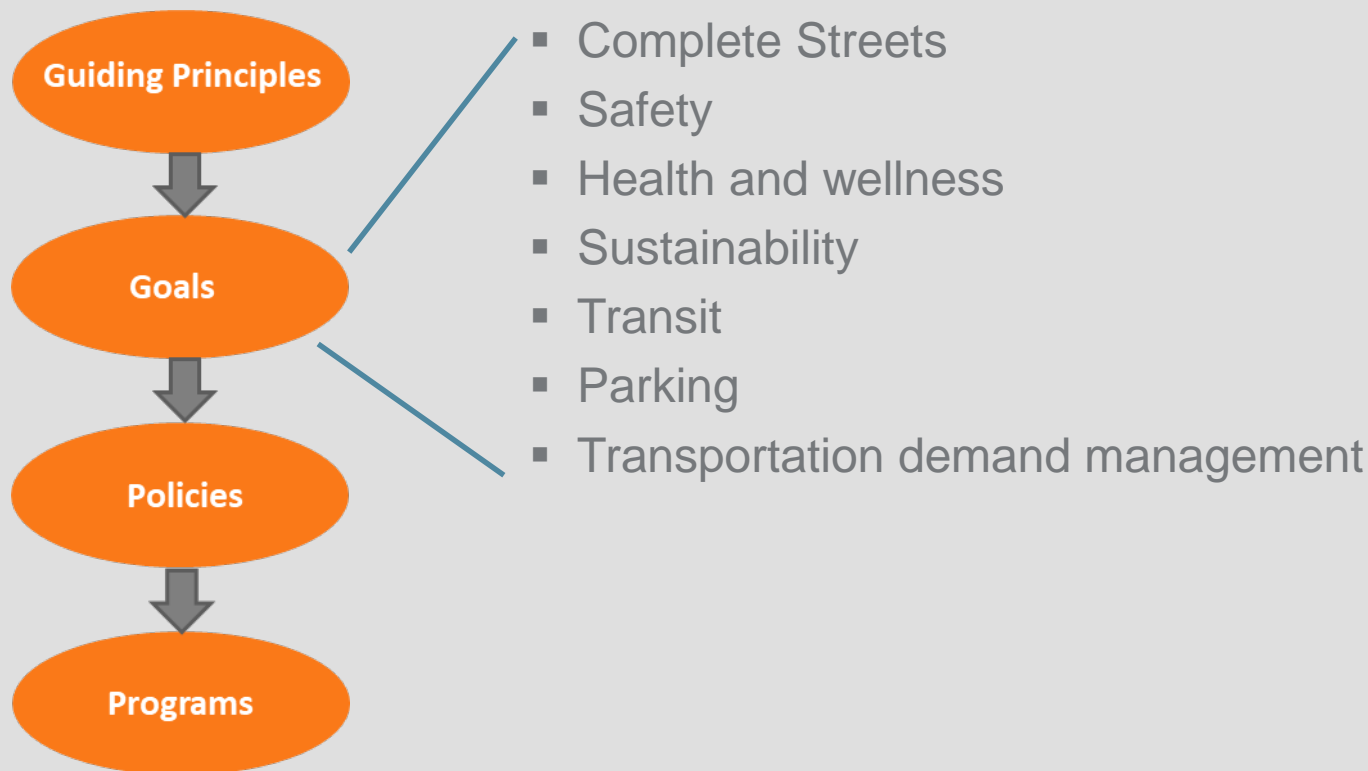 Guiding Principles
Goals
Policies
Programs
▪ Complete Streets
▪ Safety
▪ Health and wellness
▪ Sustainability
▪ Transit
▪ Parking
▪ Transportation demand management